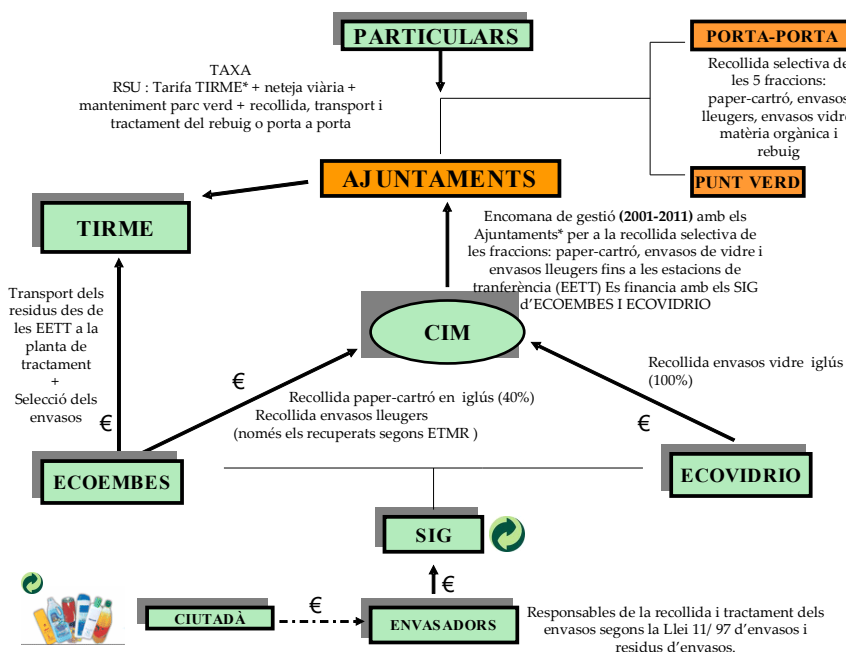 PARTICULARS
PORTA-PORTA
Recollida selectiva de
les 5 fraccions:
paper-cartró, envasos
lleugers, envasos vidre
matèria orgànica i
rebuig
PUNT VERD
TAXA
RSU : Tarifa TIRME* + neteja viària +
manteniment parc verd + recollida, transport i
tractament del rebuig o porta a porta
AJUNTAMENTS
TIRME
Encomana de gestió (2001-2011) amb els
Ajuntaments* per a la recollida selectiva de
les fraccions: paper-cartró, envasos de vidre i
envasos lleugers fins a les estacions de
tranferència (EETT) Es financia amb els SIG
d'ECOEMBES I ECOVIDRIO
Transport dels
residus des de
les EETT a la
planta de
tractament
+
Selecció dels
envasos
€
CIM
€
Recollida paper-cartró en iglús (40%)
Recollida envasos lleugers
(només els recuperats segons ETMR )
Recollida envasos vidre iglús
(100%)
€
ECOEMBES
ECOVIDRIO
SIG
€
CIUTADÀ
€
ENVASADORS
Responsables de la recollida i tractament dels
envasos segons la Llei 11/ 97 d'envasos i
residus d'envasos.